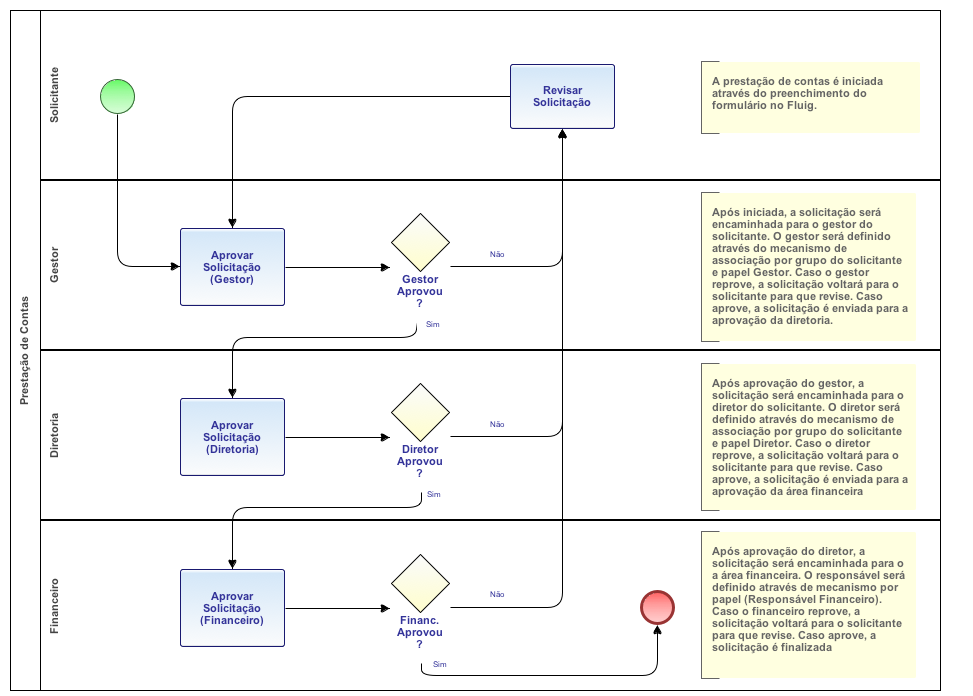 Prestação de Contas
Solicitante
Revisar
Solicitação
A prestação de contas é iniciada
através do preenchimento do
formulário no Fluig.
Gestor
Aprovar
Solicitação
(Gestor)
Gestor
Aprovou
?
Não
Sim
Após iniciada, a solicitação será
encaminhada para o gestor do
solicitante. O gestor será definido
através do mecanismo de
associação por grupo do solicitante
e papel Gestor. Caso o gestor
reprove, a solicitação voltará para o
solicitante para que revise. Caso
aprove, a solicitação é enviada para a
aprovação da diretoria.
Diretoria
Aprovar
Solicitação
(Diretoria)
Diretor
Aprovou
?
Não
Sim
Após aprovação do gestor, a
solicitação será encaminhada para o
diretor do solicitante. O diretor será
definido através do mecanismo de
associação por grupo do solicitante
e papel Diretor. Caso o diretor
reprove, a solicitação voltará para o
solicitante para que revise. Caso
aprove, a solicitação é enviada para a
aprovação da área financeira
Financeiro
Aprovar
Solicitação
(Financeiro)
Financ.
Aprovou
?
Não
Sim
Após aprovação do diretor, a
solicitação será encaminhada para o
a área financeira. O responsável será
definido através de mecanismo por
papel (Responsável Financeiro).
Caso o financeiro reprove, a
solicitação voltará para o solicitante
para que revise. Caso aprove, a
solicitação é finalizada